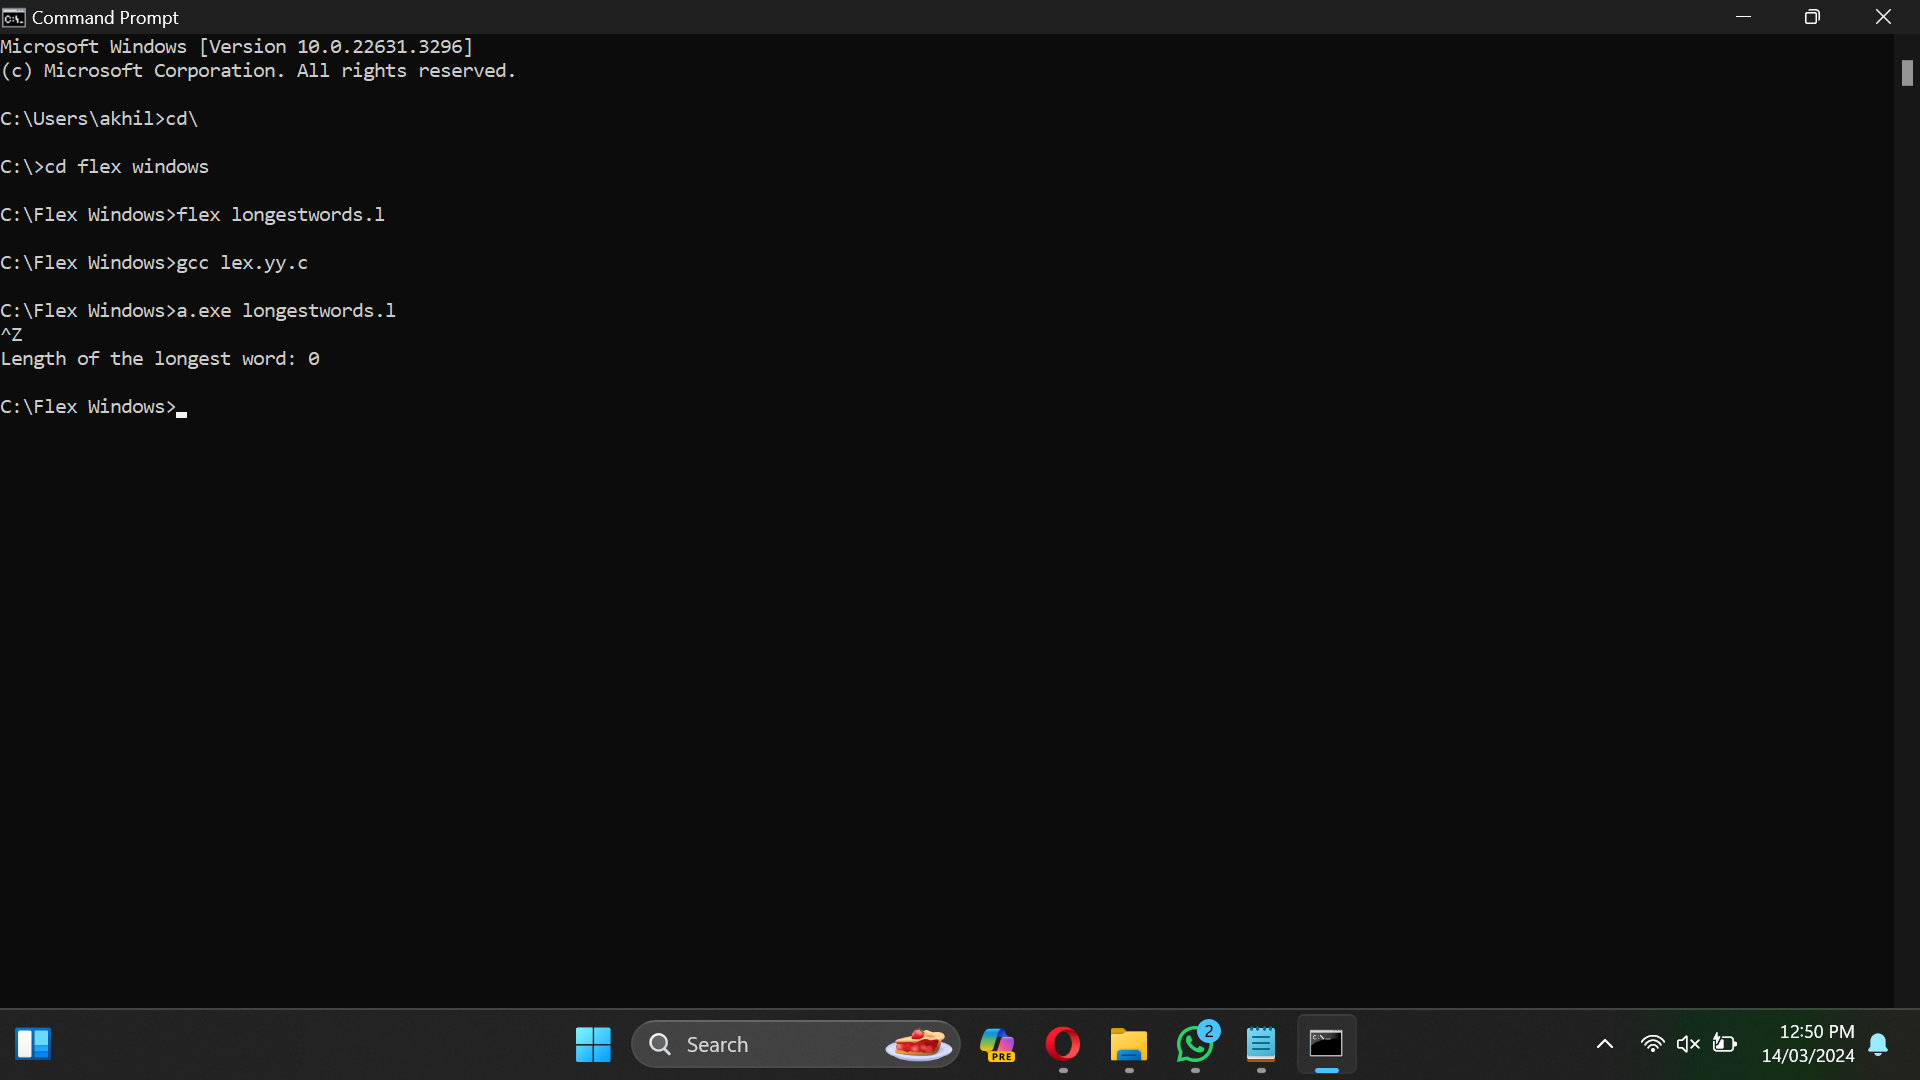 Command Prompt
Microsoft Windows [Version 10.0.22631.3296]
(c) Microsoft Corporation. All rights reserved.
C:\Users\akhil>cd\
C:\>cd flex windows
C:\Flex Windows>flex longestwords.l
C:\Flex Windows>gcc lex.yy.c
C:\Flex Windows>a.exe longestwords.l
^Z
Length of the longest word: 0
C:\Flex Windows>
Search
PRE
2
12:50 PM
14/03/2024